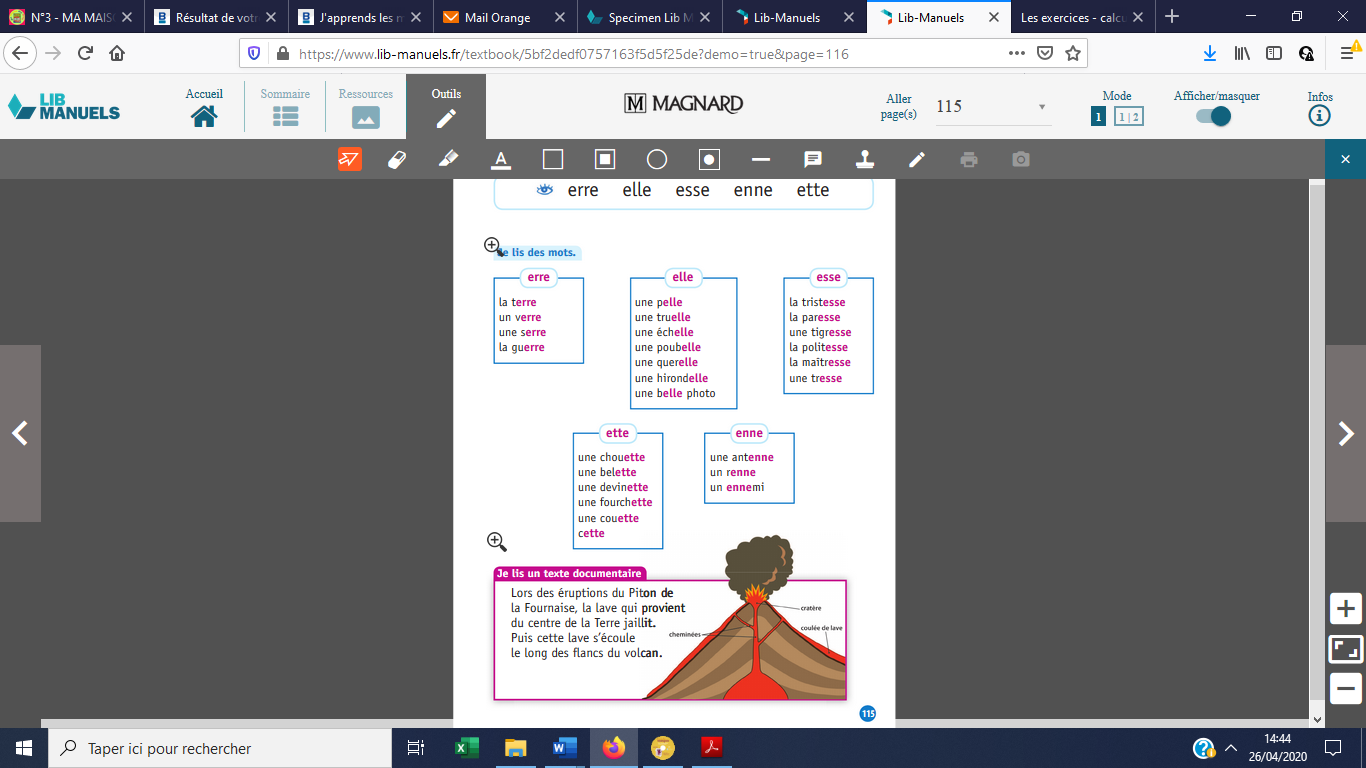 N°3 - MA MAIS
Résultat de vot
J'apprends les m
Mail Orange
Specimen Lib M
Lib-Manuels
Lib-Manuels
Les exercices - calc
https://www.lib-manuels.fr/textbook/5bf2dedf0757163f5d5f25de?demo=true&page=116
LIB MANUELS
Accueil
Sommaire
Ressources
Outils
MAGNARD
Aller page(s)
115
Mode
1
1|2
Afficher/masquer
Infos
erre elle esse enne ette
Je lis des mots.
erre
la terre
un verre
une serre
la guerre
elle
une pelle
une truelle
une échelle
une poubelle
une querelle
une hirondelle
une belle photo
esse
la tristesse
la paresse
une tigresse
la politesse
la maîtresse
une tresse
ette
une chouette
une belette
une devinette
une fourchette
une couette
cette
enne
une antenne
un renne
un ennemi
Je lis un texte documentaire
Lors des éruptions du Piton de
la Fournaise, la lave qui provient
du centre de la Terre jaillit.
Puis cette lave s'écoule
le long des flancs du volcan.
cratère
coulée de lave
cheminées
115
Taper ici pour rechercher
14:44
26/04/2020